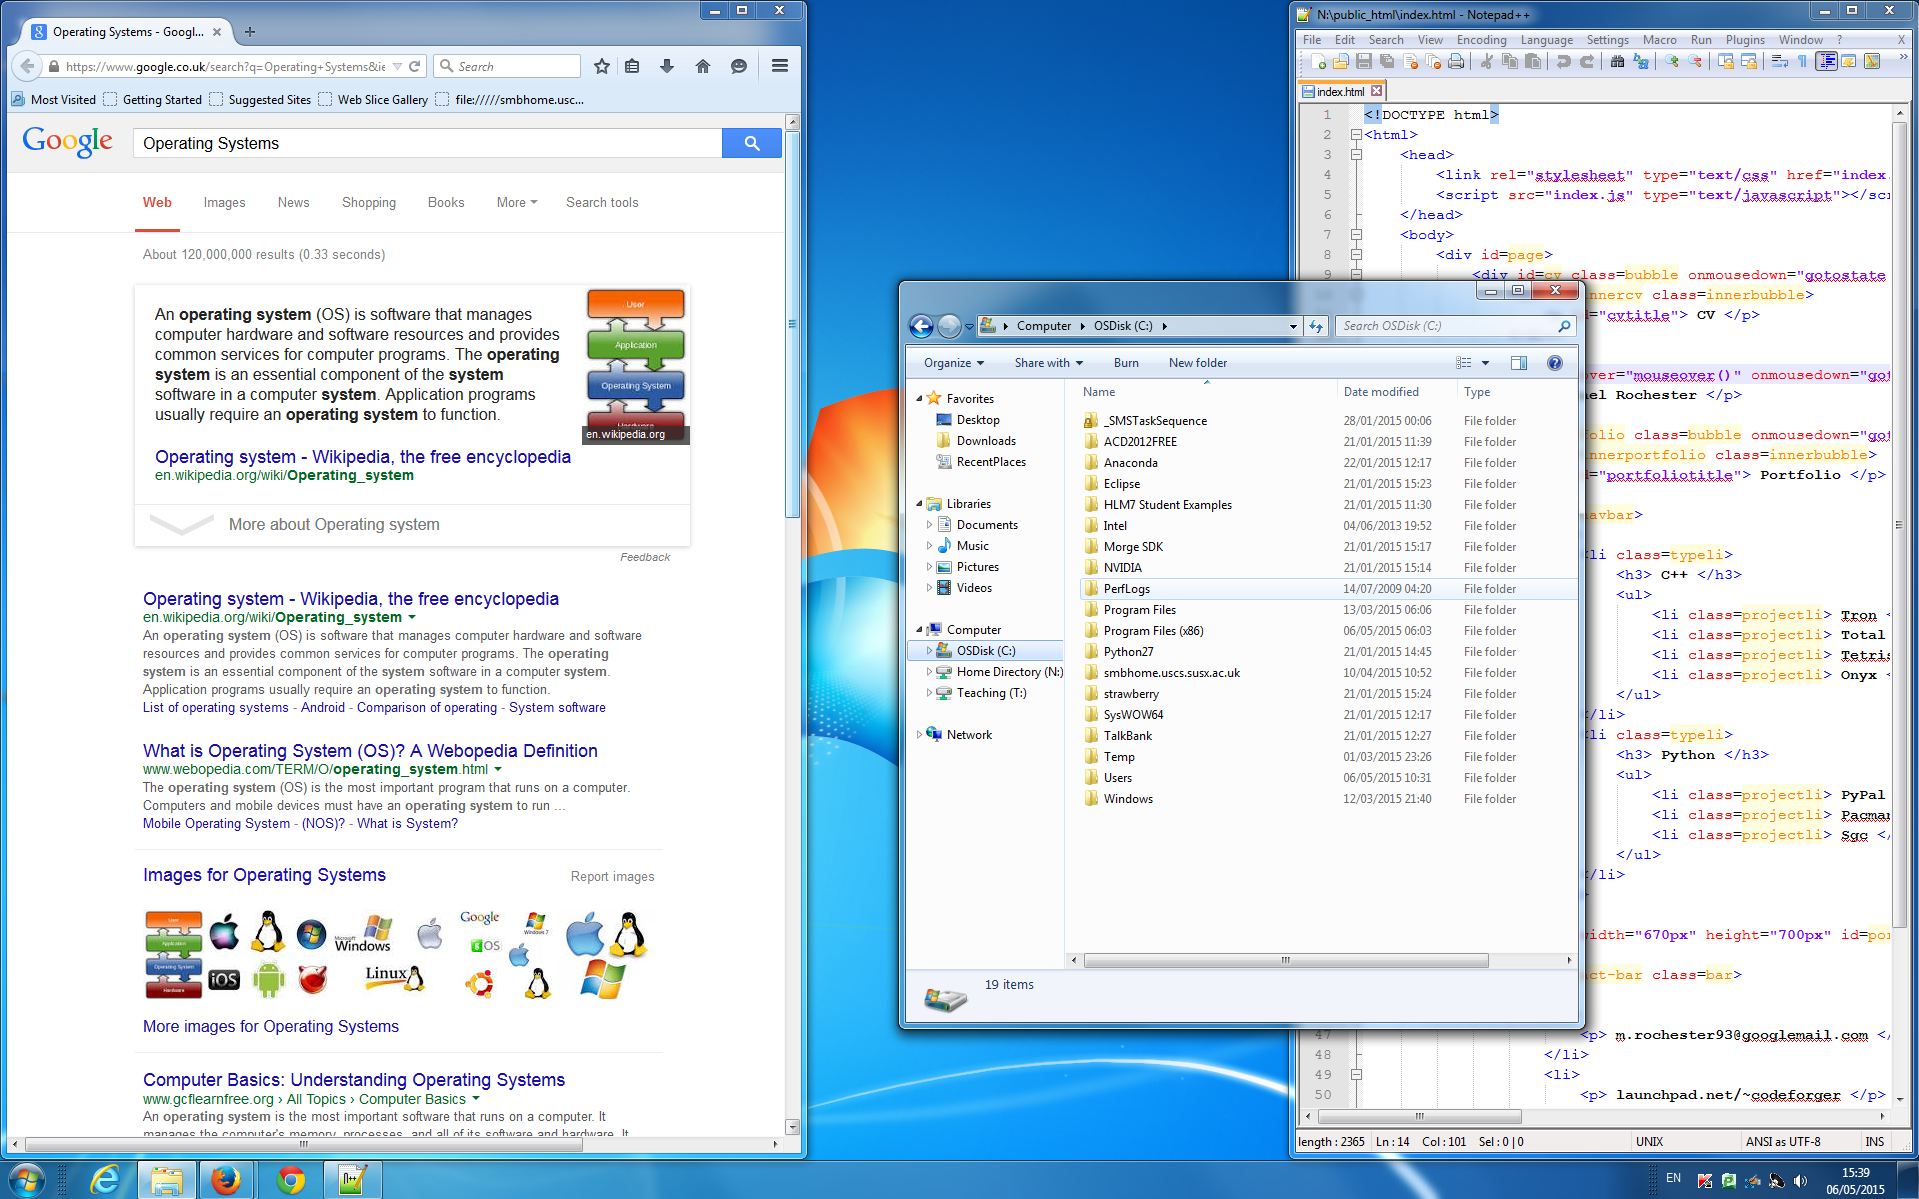 Operating Systems - Googl...
https://www.google.co.uk/search?q=Operating+Systems&ie
Search
Most Visited
Getting Started
Suggested Sites
Web Slice Gallery
file://///smbhome.usc...
Google
Operating Systems
Web
Images
News
Shopping
Books
More
Search tools
About 120,000,000 results (0.33 seconds)
An operating system (OS) is software that manages
computer hardware and software resources and provides
common services for computer programs. The operating
system is an essential component of the system
software in a computer system. Application programs
usually require an operating system to function.
User
Application
Operating System
Hardware
en.wikipedia.org
Operating system - Wikipedia, the free encyclopedia
en.wikipedia.org/wiki/Operating_system
More about Operating system
Feedback
Operating system - Wikipedia, the free encyclopedia
en.wikipedia.org/wiki/Operating_system
An operating system (OS) is software that manages computer hardware and software
resources and provides common services for computer programs. The operating
system is an essential component of the system software in a computer system.
Application programs usually require an operating system to function.
List of operating systems - Android - Comparison of operating - System software
What is Operating System (OS)? A Webopedia Definition
www.webopedia.com/TERM/O/operating_system.html
The operating system (OS) is the most important program that runs on a computer.
Computers and mobile devices must have an operating system to run ...
Mobile Operating System - (NOS)? - What is System?
Images for Operating Systems
Report images
User
Application
Operating System
Hardware
iOS
Microsoft
Windows
Linux
Google
OS
Windows 7
More images for Operating Systems
Computer Basics: Understanding Operating Systems
www.gcflearnfree.org › All Topics › Computer Basics
An operating system is the most important software that runs on a computer. It
manages the computer's memory, processes, and all of its software and hardware. It
Computer
OSDisk (C:)
Search OSDisk (C:)
Organize
Share with
Burn
New folder
Favorites
Desktop
Downloads
RecentPlaces
Libraries
Documents
Music
Pictures
Videos
Computer
OSDisk (C:)
Home Directory (N:)
Teaching (T:)
Network
Name Date modified Type
_SMSTaskSequence 28/01/2015 00:06 File folder
ACD2012FREE 21/01/2015 11:39 File folder
Anaconda 22/01/2015 12:17 File folder
Eclipse 21/01/2015 15:23 File folder
HLM7 Student Examples 21/01/2015 11:30 File folder
Intel 04/06/2013 19:52 File folder
Morge SDK 21/01/2015 15:17 File folder
NVIDIA 21/01/2015 15:14 File folder
PerfLogs 14/07/2009 04:20 File folder
Program Files 13/03/2015 06:06 File folder
Program Files (x86) 06/05/2015 06:03 File folder
Python27 21/01/2015 14:45 File folder
smbhome.uscs.susx.ac.uk 10/04/2015 10:52 File folder
strawberry 21/01/2015 15:24 File folder
SysWOW64 21/01/2015 12:17 File folder
TalkBank 21/01/2015 12:27 File folder
Temp 01/03/2015 23:26 File folder
Users 06/05/2015 10:31 File folder
Windows 12/03/2015 21:40 File folder
19 items
N:\public_html\index.html - Notepad++
File Edit Search View Encoding Language Settings Macro Run Plugins Window ? X
index.html
1 <!DOCTYPE html>
2 <html>
3 <head>
4 <link rel="stylesheet" type="text/css" href="index.
5 <script src="index.js" type="text/javascript"></scr
6 </head>
7 <body>
8 <div id=page>
9 <div id=cv class=bubble onmousedown="gotostate
innercv class=innerbubble>
d="cvtitle"> CV </p>
over="mouseover()" onmousedown="got
el Rochester </p>
folio class=bubble onmousedown="got
innerportfolio class=innerbubble>
d="portfoliotitle"> Portfolio </p>
navbar>
li class=typeli>
<h3> C++ </h3>
<ul>
<li class=projectli> Tron <
<li class=projectli> Total
<li class=projectli> Tetris
<li class=projectli> Onyx <
</ul>
</li>
li class=typeli>
<h3> Python </h3>
<ul>
<li class=projectli> PyPal
<li class=projectli> Pacman
<li class=projectli> Sgc </
</ul>
</li>
width="670px" height="700px" id=por
ct-bar class=bar>
47 <p> m.rochester93@googlemail.com </
48 </li>
49 <li>
50 <p> launchpad.net/~codeforger </p>
length : 2365 Ln : 14 Col : 101 Sel : 0 | 0 UNIX ANSI as UTF-8 INS
EN
15:39
06/05/2015